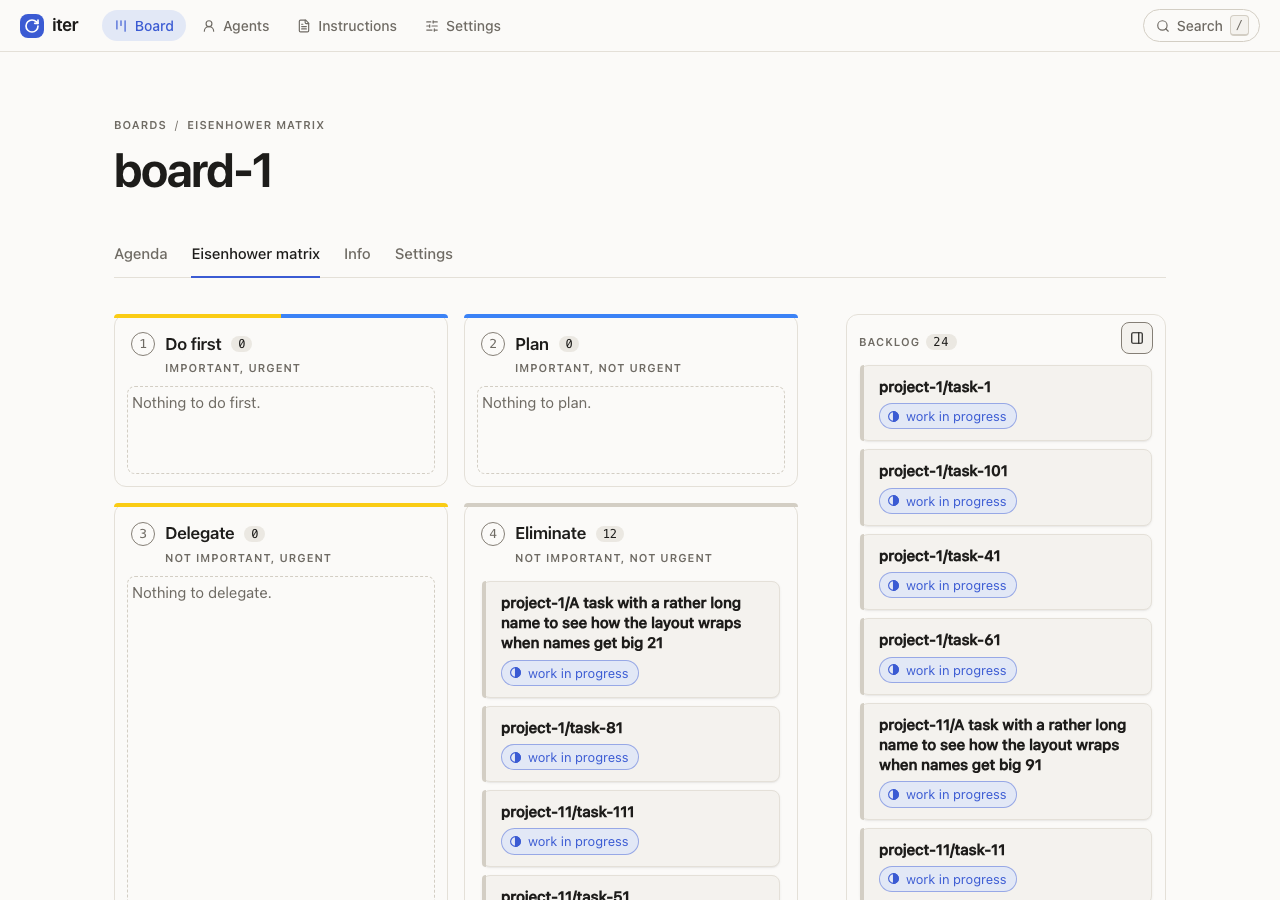 iter
Board
Agents
Instructions
Settings
Search /
BOARDS / EISENHOWER MATRIX
board-1
Agenda
Eisenhower matrix
Info
Settings
1 Do first 0
IMPORTANT, URGENT
Nothing to do first.
2 Plan 0
IMPORTANT, NOT URGENT
Nothing to plan.
3 Delegate 0
NOT IMPORTANT, URGENT
Nothing to delegate.
4 Eliminate 12
NOT IMPORTANT, NOT URGENT
project-1/A task with a rather long
name to see how the layout wraps
when names get big 21
work in progress
project-1/task-81
work in progress
project-11/task-111
work in progress
project-11/task-51
BACKLOG 24
project-1/task-1
work in progress
project-1/task-101
work in progress
project-1/task-41
work in progress
project-1/task-61
work in progress
project-11/A task with a rather long
name to see how the layout wraps
when names get big 91
work in progress
project-11/task-11
work in progress